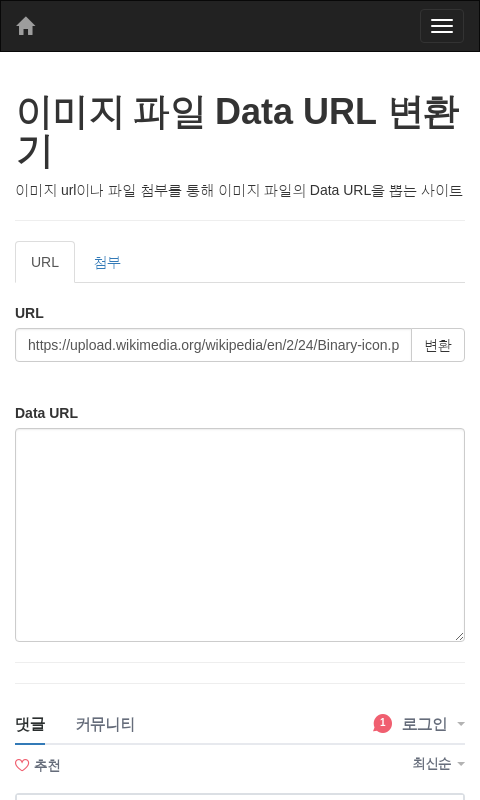 이미지 파일 Data URL 변환
기
이미지 url이나 파일 첨부를 통해 이미지 파일의 Data URL을 뽑는 사이트
URL 첨부
URL
https://upload.wikimedia.org/wikipedia/en/2/24/Binary-icon.p 변환
Data URL
댓글 커뮤니티 1 로그인
추천 최신순